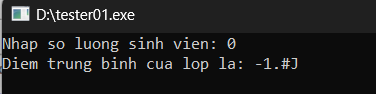 D:\tester01.exe
Nhap so luong sinh vien: 0
Diem trung binh cua lop la: -1.#J